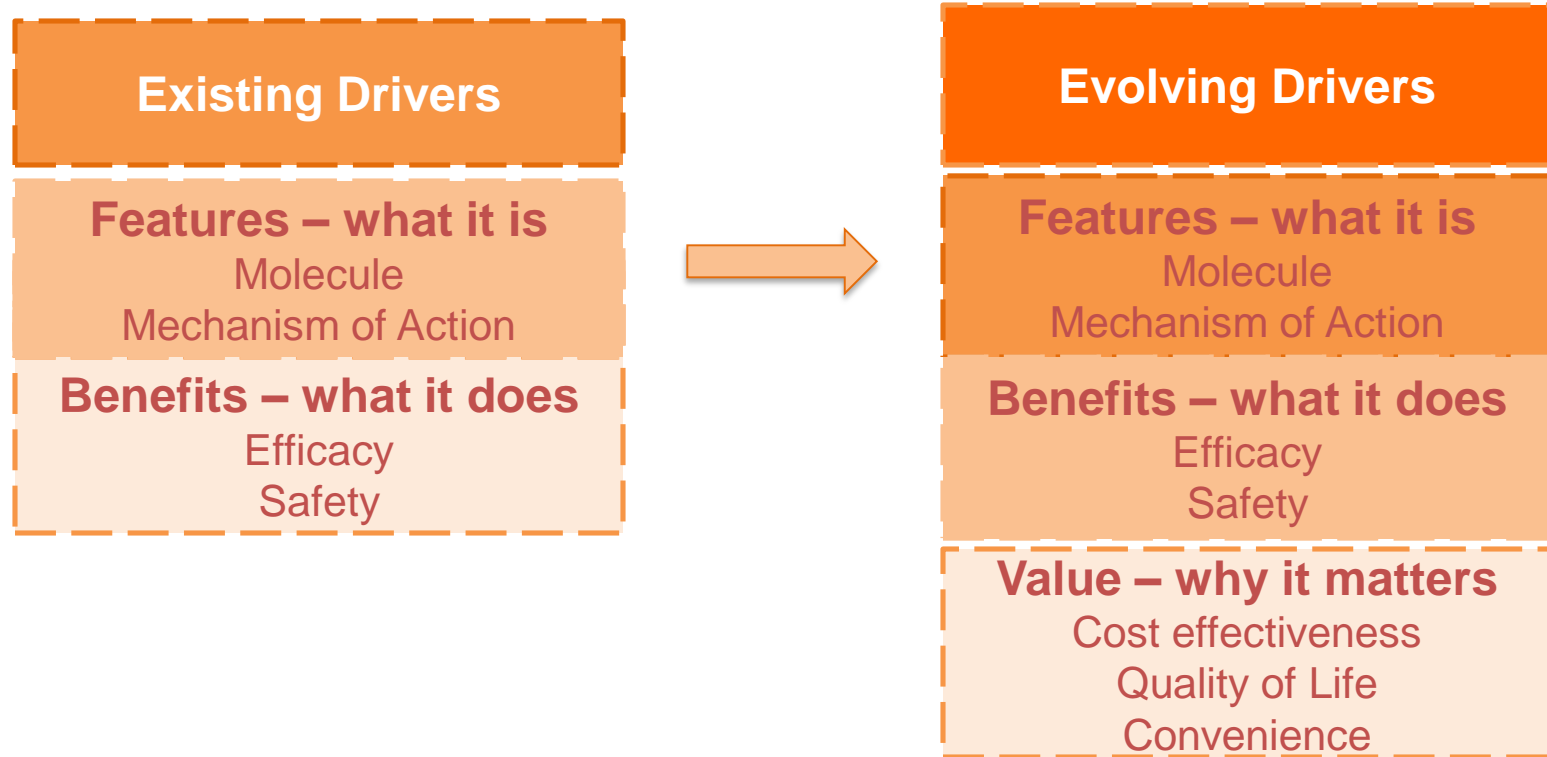 Existing Drivers
Features – what it is
Molecule
Mechanism of Action
Benefits – what it does
Efficacy
Safety
Evolving Drivers
Features – what it is
Molecule
Mechanism of Action
Benefits – what it does
Efficacy
Safety
Value – why it matters
Cost effectiveness
Quality of Life
Convenience